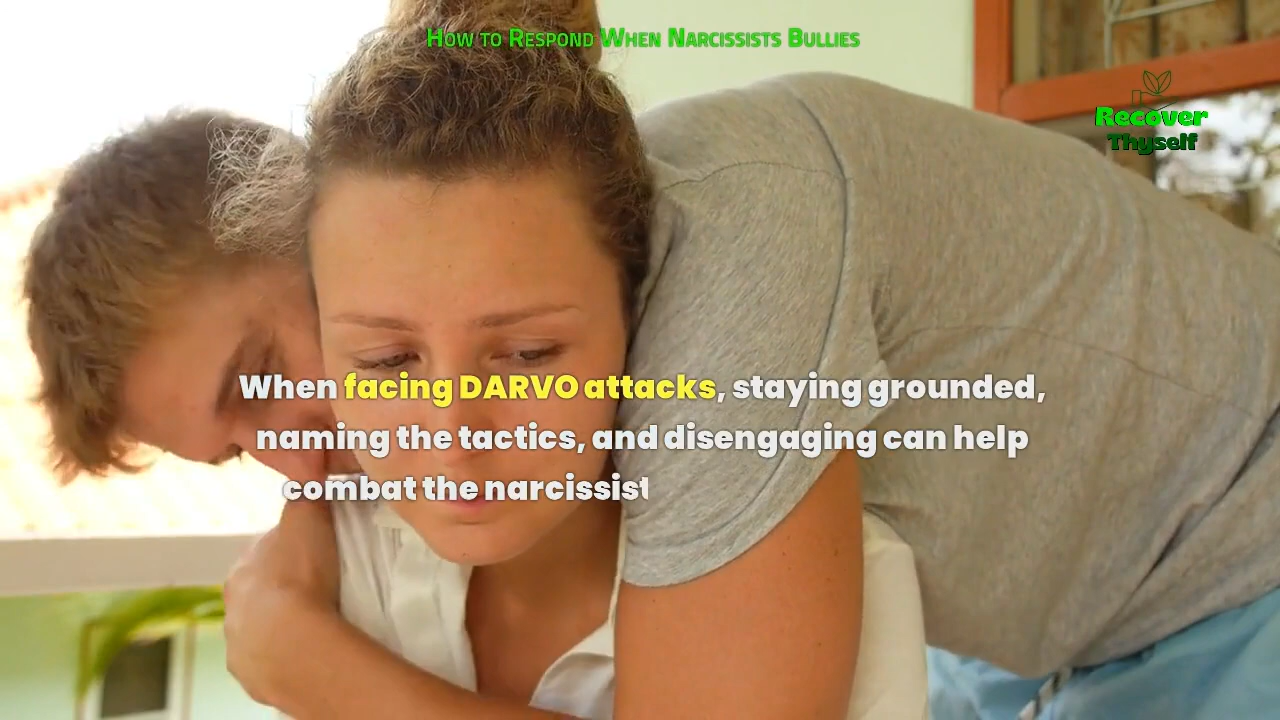 How to Respond When Narcissists Bullies
Recover
Thyself
When facing DARVO attacks, staying grounded,
naming the tactics, and disengaging can help
combat the narcissist